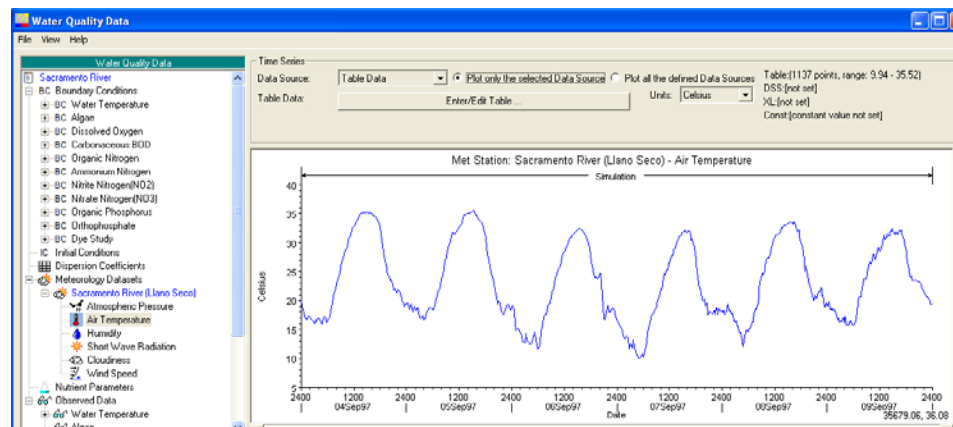 Water Quality Data
File View Help
Water Quality Data
Sacramento River
BC Boundary Conditions
BC Water Temperature
BC Algae
BC Dissolved Oxygen
BC Carbonaceous BOD
BC Organic Nitrogen
BC Ammonium Nitrogen
BC Nitrite Nitrogen(NO2)
BC Nitrate Nitrogen(NO3)
BC Organic Phosphorus
BC Orthophosphate
BC Dye Study
IC Initial Conditions
Dispersion Coefficients
Meteorology Datasets
Sacramento River (Llano Seco)
Atmospheric Pressure
Air Temperature
Humidity
Short Wave Radiation
Cloudiness
Wind Speed
Nutrient Parameters
Observed Data
Water Temperature
Algae
Time Series
Data Source: Table Data Plot only the selected Data Source Plot all the defined Data Sources
Table Data: Enter/Edit Table ... Units: Celsius
Table:(1137 points, range: 9.94 - 35.52)
DSS:[not set]
XL:[not set]
Const:[constant value not set]
Met Station: Sacramento River (Llano Seco) - Air Temperature
Simulation
40
35
30
25
20
15
10
5
Celsius
2400 1200 2400 1200 2400 1200 2400 1200 2400 1200 2400 1200 2400
04Sep97 05Sep97 06Sep97 07Sep97 08Sep97 09Sep97
Date
35679.06, 36.08